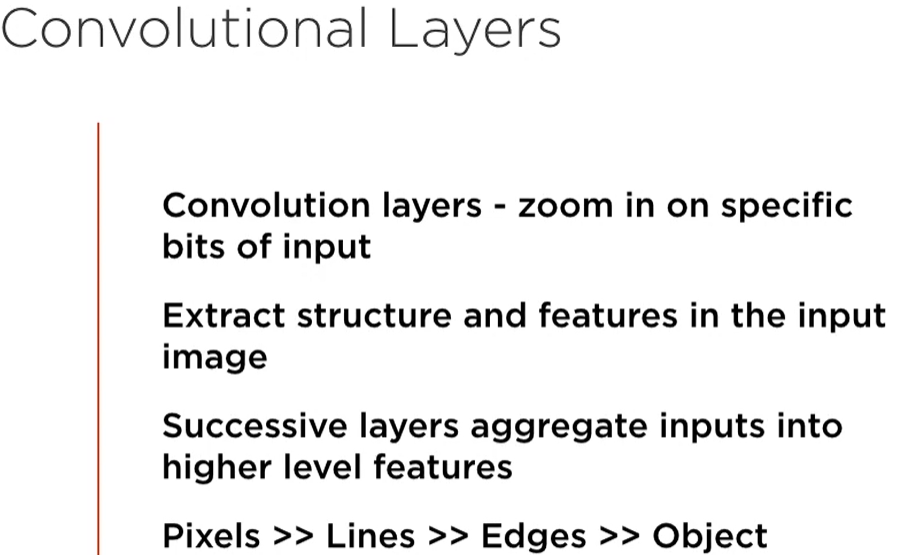 Convolutional Layers
Convolution layers - zoom in on specific
bits of input
Extract structure and features in the input
image
Successive layers aggregate inputs into
higher level features
Pixels >> Lines >> Edges >> Object